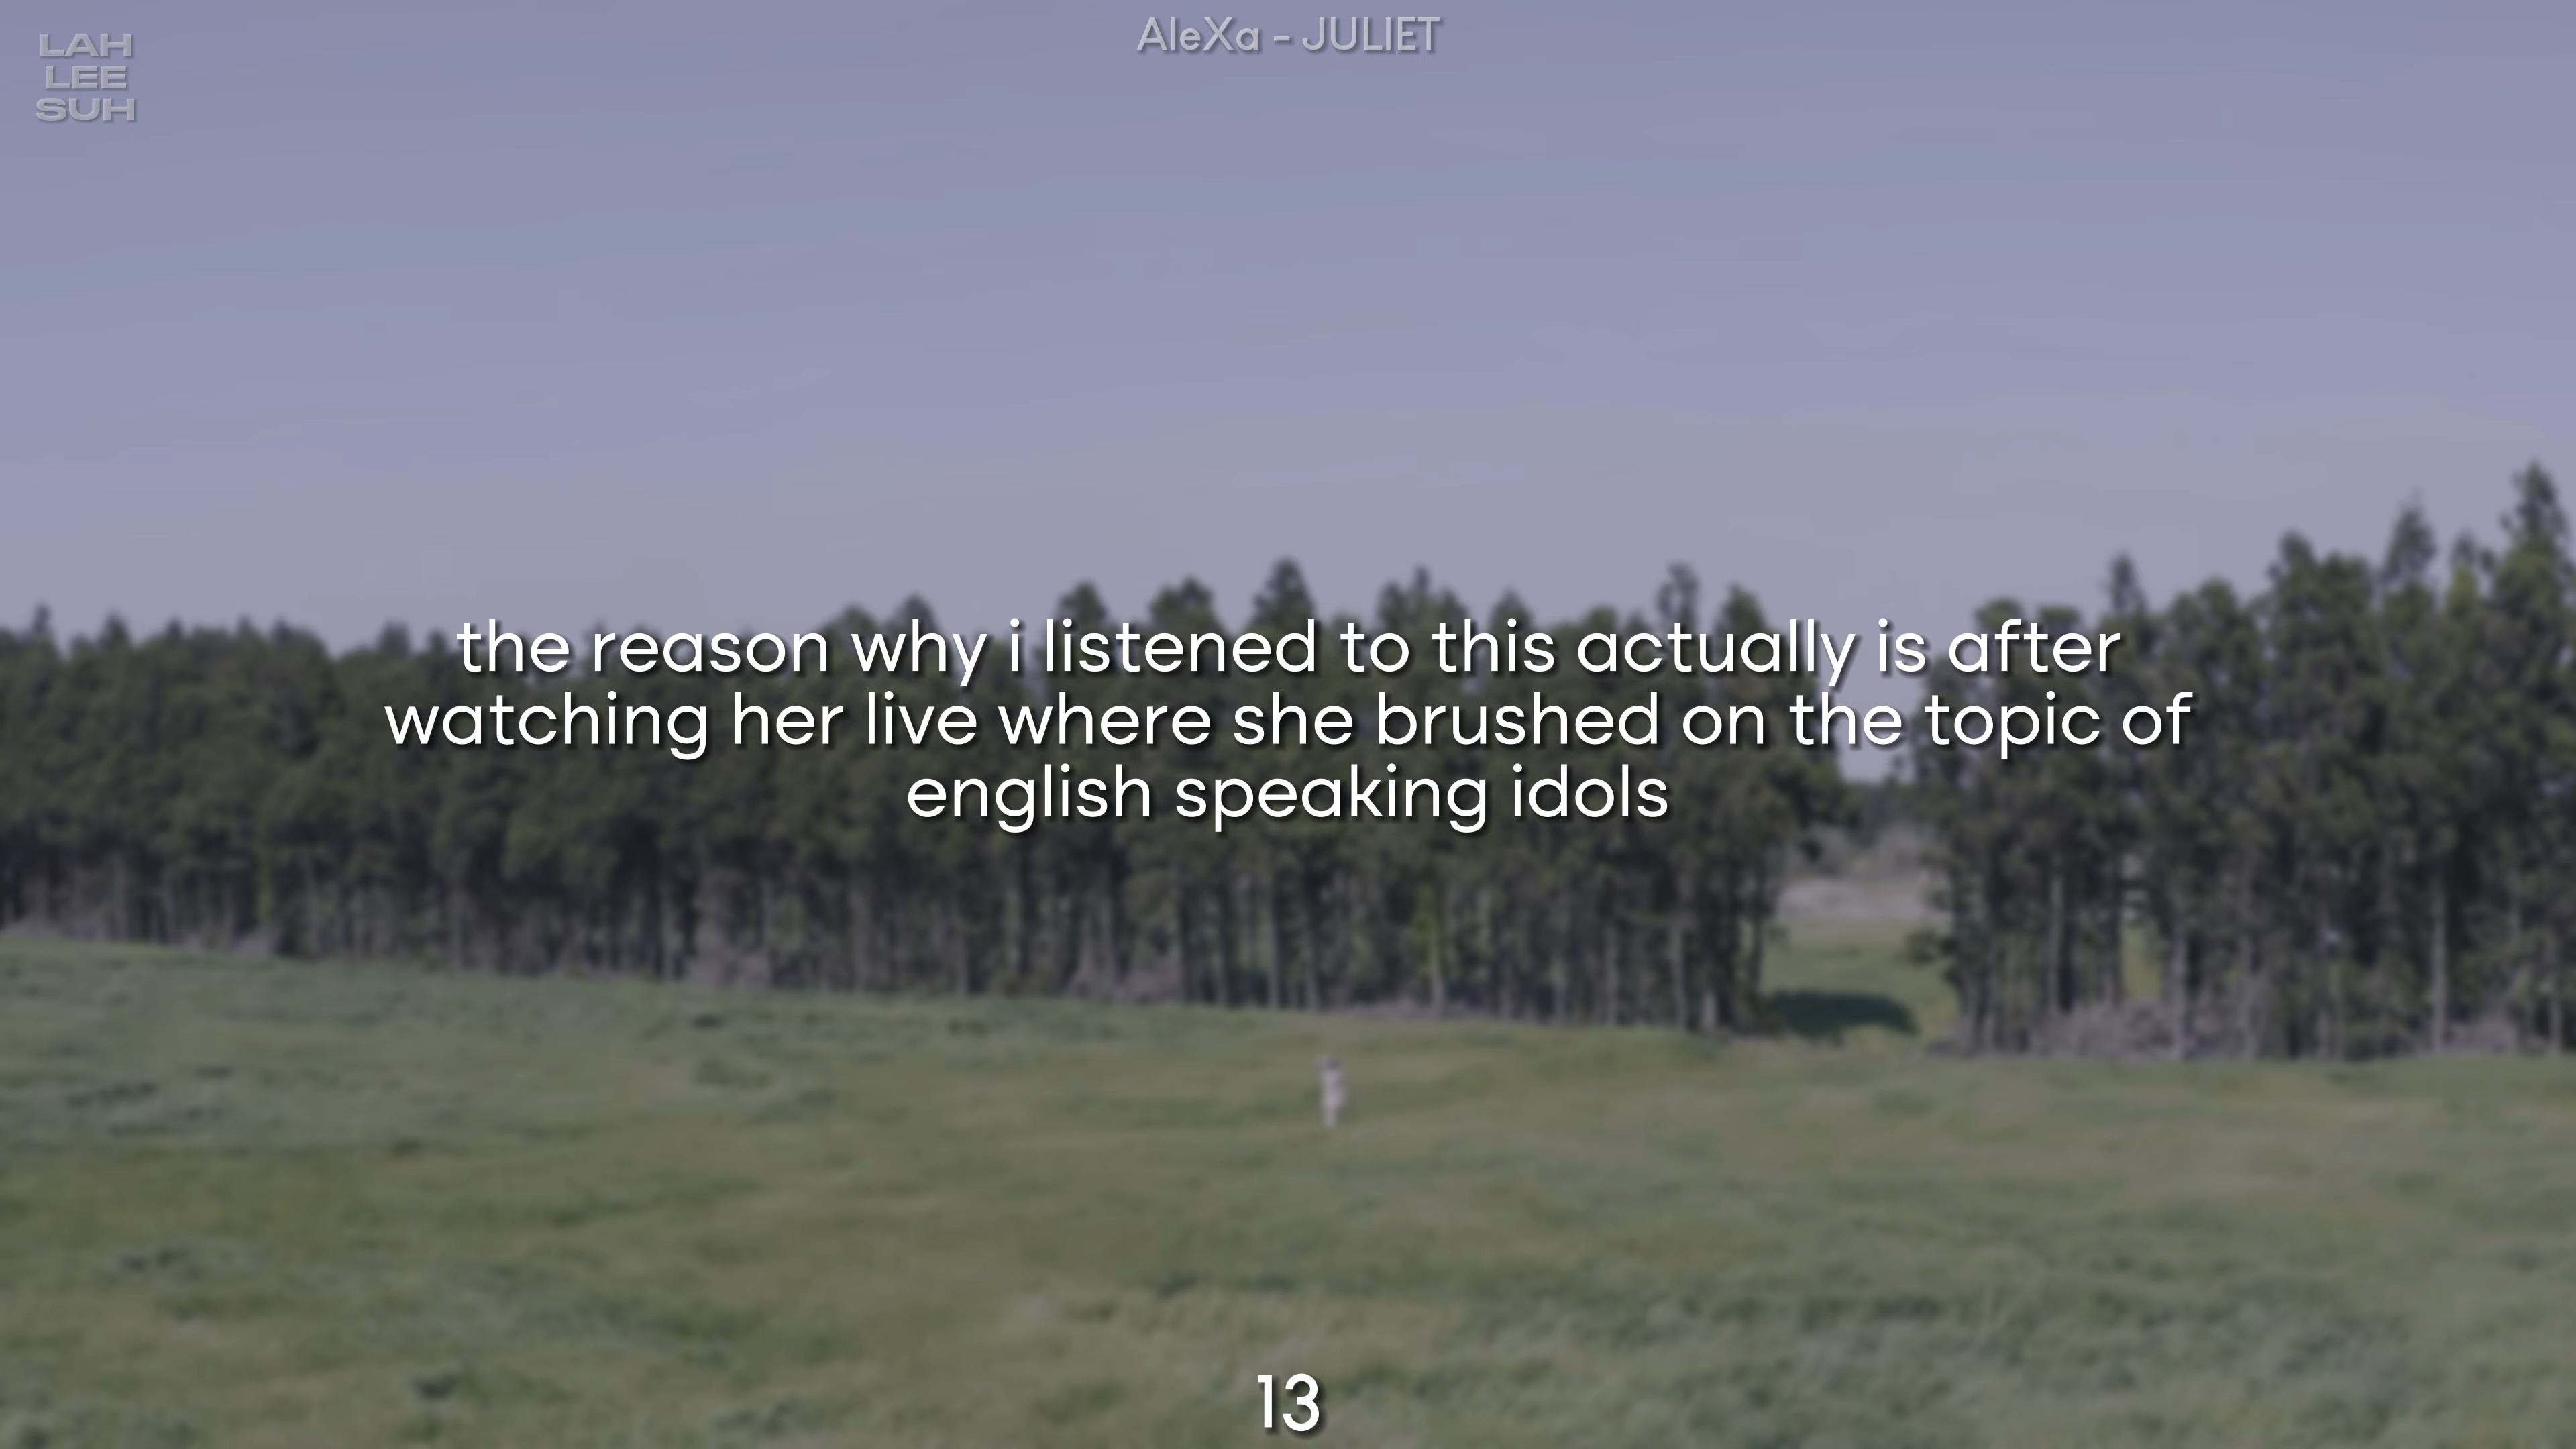 AleXa - JULIET
LAH
LEE
SUH
the reason why i listened to this actually is after
watching her live where she brushed on the topic of
english speaking idols
13